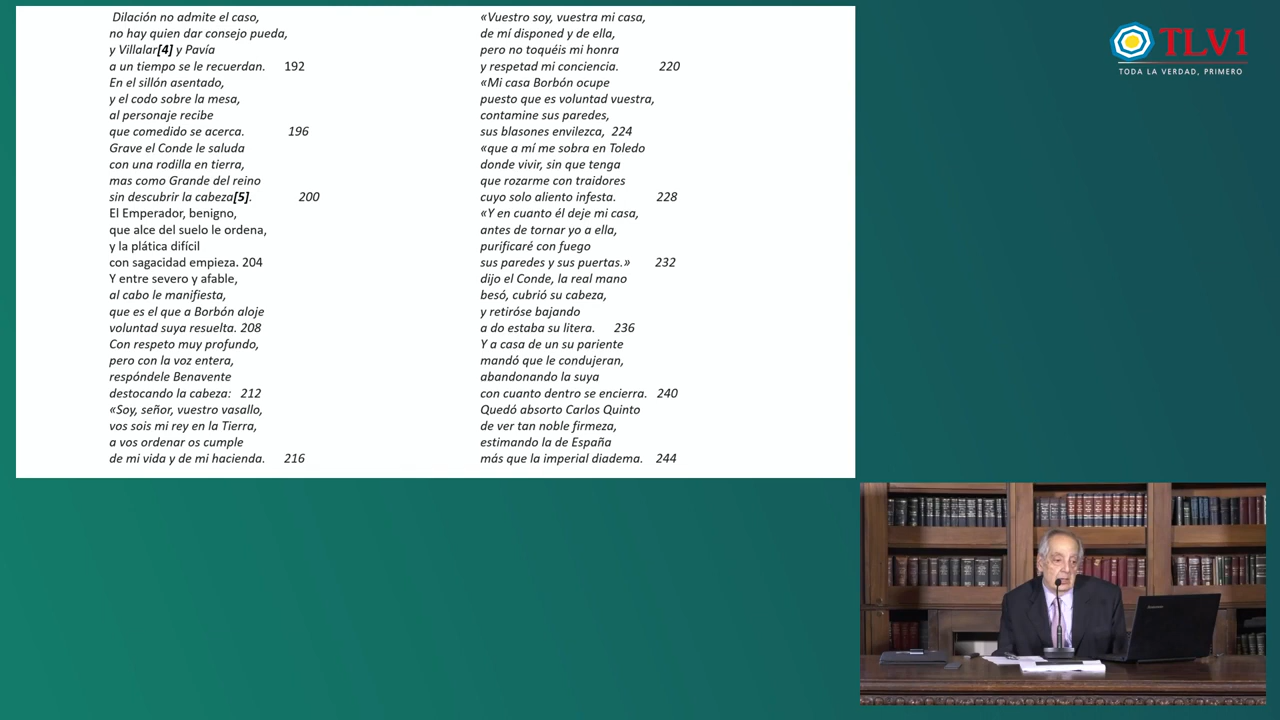 Dilación no admite el caso,
no hay quien dar consejo pueda,
y Villalar[4] y Pavía
a un tiempo se le recuerdan. 192
En el sillón asentado,
y el codo sobre la mesa,
al personaje recibe
que comedido se acerca. 196
Grave el Conde le saluda
con una rodilla en tierra,
mas como Grande del reino
sin descubrir la cabeza[5]. 200
El Emperador, benigno,
que alce del suelo le ordena,
y la plática difícil
con sagacidad empieza. 204
Y entre severo y afable,
al cabo le manifiesta,
que es el que a Borbón aloje
voluntad suya resuelta. 208
Con respeto muy profundo,
pero con la voz entera,
respóndele Benavente
destocando la cabeza: 212
«Soy, señor, vuestro vasallo,
vos sois mi rey en la Tierra,
a vos ordenar os cumple
de mi vida y de mi hacienda. 216
«Vuestro soy, vuestra mi casa,
de mí disponed y de ella,
pero no toquéis mi honra
y respetad mi conciencia. 220
«Mi casa Borbón ocupe
puesto que es voluntad vuestra,
contamine sus paredes,
sus blasones envilezca, 224
«que a mí me sobra en Toledo
donde vivir, sin que tenga
que rozarme con traidores
cuyo solo aliento infesta. 228
«Y en cuanto él deje mi casa,
antes de tornar yo a ella,
purificaré con fuego
sus paredes y sus puertas.» 232
dijo el Conde, la real mano
besó, cubrió su cabeza,
y retiróse bajando
a do estaba su litera. 236
Y a casa de un su pariente
mandó que le condujeran,
abandonando la suya
con cuanto dentro se encierra. 240
Quedó absorto Carlos Quinto
de ver tan noble firmeza,
estimando la de España
más que la imperial diadema. 244
TLV1
TODA LA VERDAD, PRIMERO